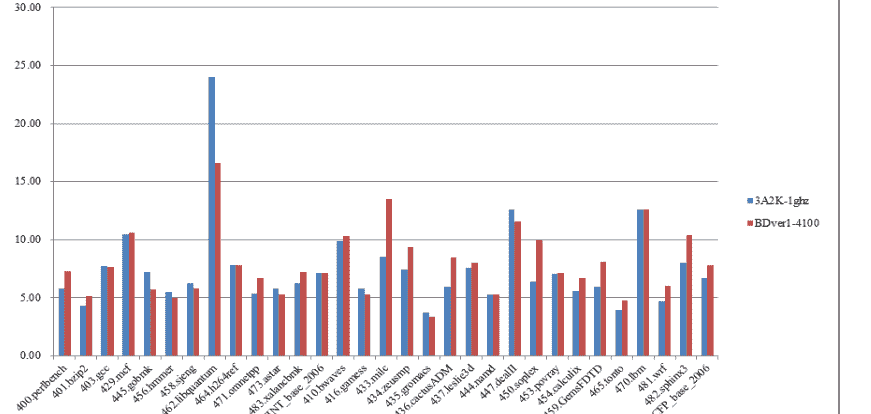 30.00
25.00
20.00
15.00
10.00
5.00
0.00
400.perlbench
401.bzip2
403.gcc
429.mcf
445.gobmk
456.hmmer
458.sjeng
462.libquantum
464.h264ref
471.omnetpp
473.astar
483.xalancbmk
INT_base_2006
410.bwaves
416.gamess
433.milc
434.zeusmp
435.gromacs
436.cactusADM
437.leslie3d
444.namd
447.dealII
450.soplex
453.povray
454.calculix
459.GemsFDTD
465.tonto
470.lbm
481.wrf
482.sphinx3
CFP_base_2006
3A2K-1ghz
BDver1-4100